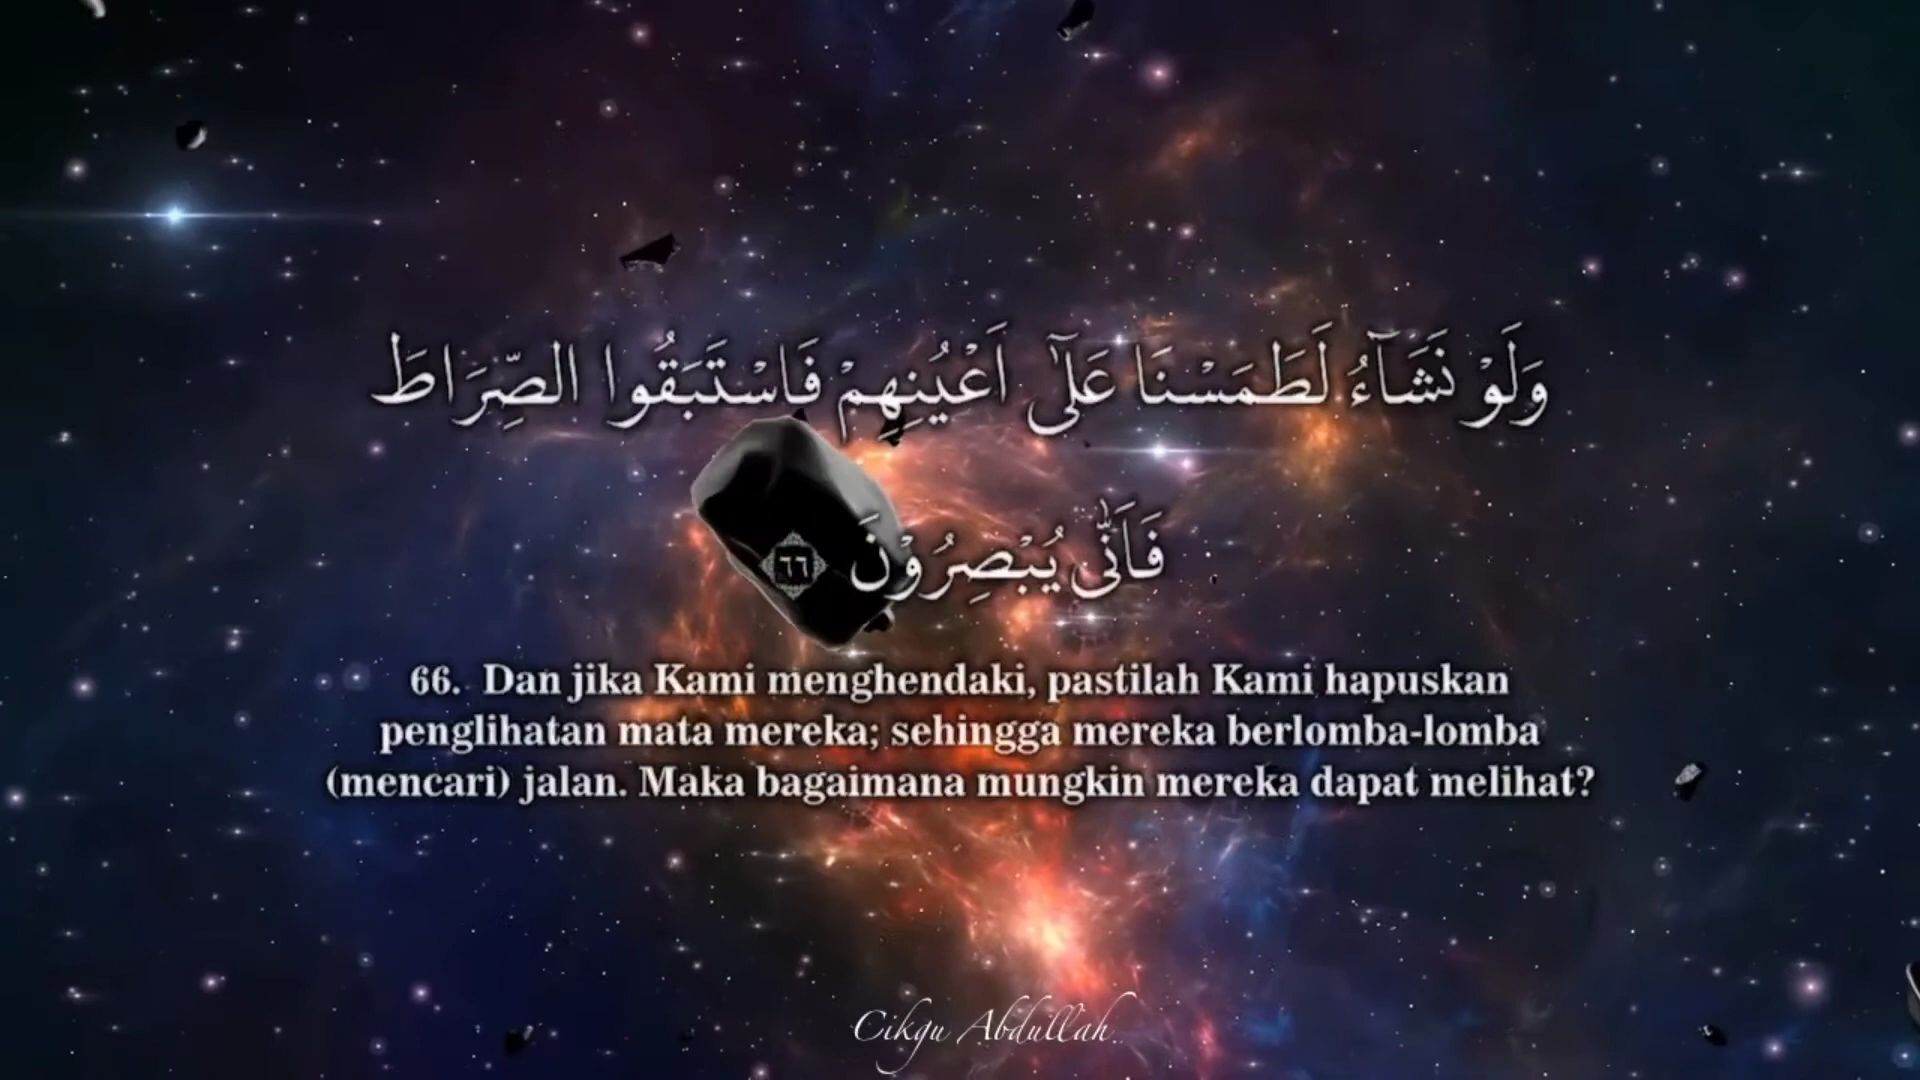 وَلَوْ نَشَآءُ لَطَمَسْنَا عَلٰٓى اَعْيُنِهِمْ فَاسْتَبَقُوا الصِّرَاطَ
فَاَنّٰى يُبْصِرُوْنَ ٦٦
66. Dan jika Kami menghendaki, pastilah Kami hapuskan
penglihatan mata mereka; sehingga mereka berlomba-lomba
(mencari) jalan. Maka bagaimana mungkin mereka dapat melihat?
Cikgu Abdullah